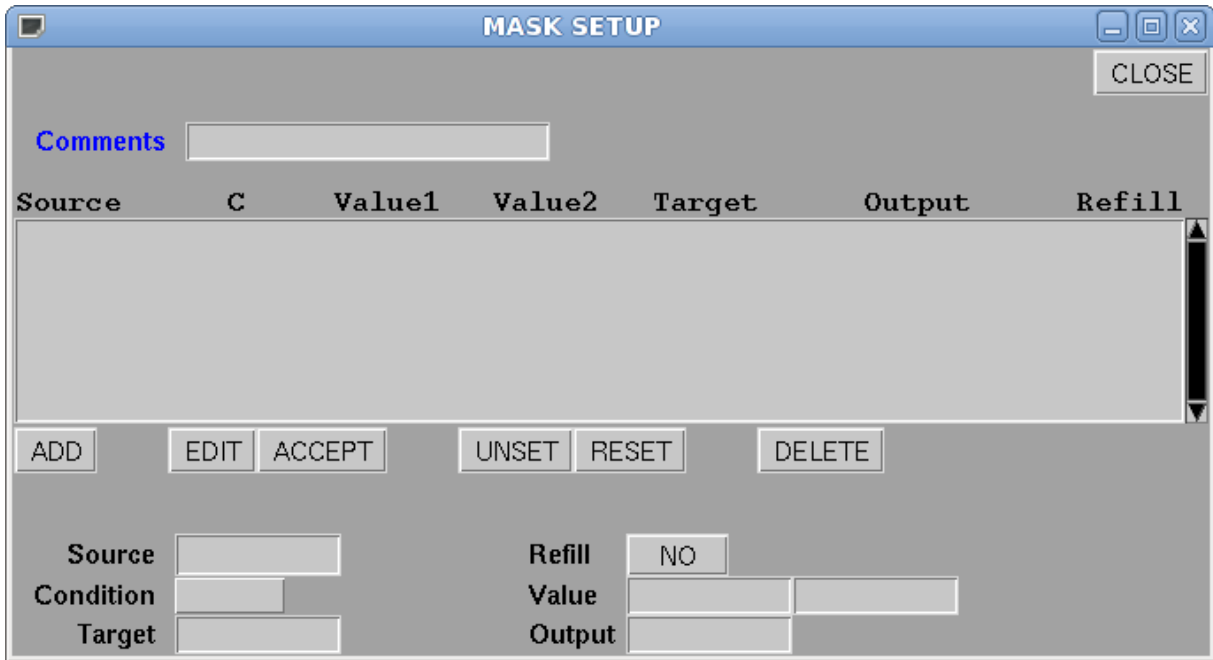 MASK SETUP
CLOSE
Comments
Source C Value1 Value2 Target Output Refill
ADD EDIT ACCEPT UNSET RESET DELETE
Source Refill NO
Condition Value
Target Output